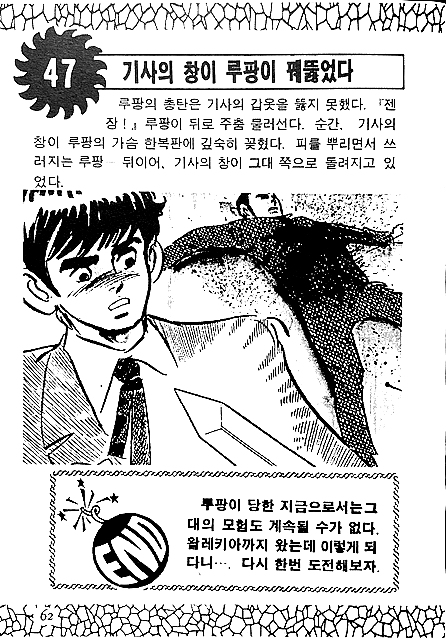 47
기사의 창이 루팡이 꿰뚫었다
루팡의 총탄은 기사의 갑옷을 뚫지 못했다. 『젠
장!』 루팡이 뒤로 주춤 물러선다. 순간, 기사의
창이 루팡의 가슴 한복판에 깊숙히 꽂혔다. 피를 뿌리면서 쓰
러지는 루팡— 뒤이어, 기사의 창이 그대 쪽으로 돌려지고 있
었다.
END
루팡이 당한 지금으로서는그
대의 모험도 계속될 수가 없다.
왈레키아까지 왔는데 이렇게 되
다니…. 다시 한번 도전해보자.
62